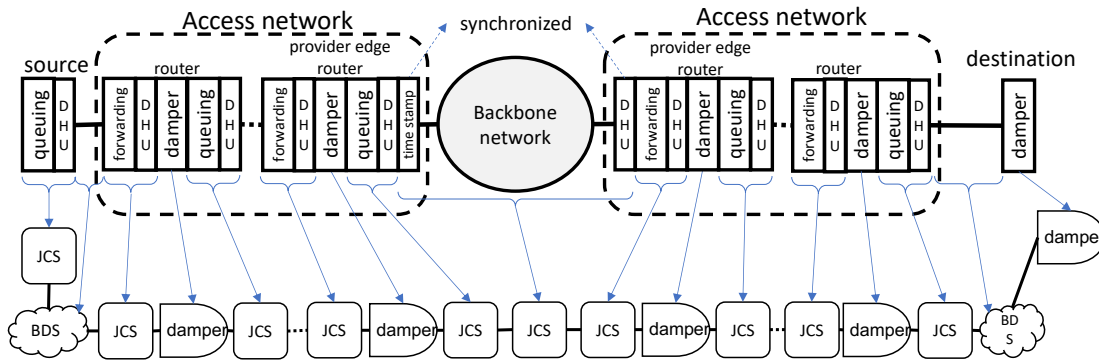 Access network
synchronized
Access network
provider edge
provider edge
source
router
router
router
router
destination
queuing
DHU
forwarding
DHU
damper
queuing
DHU
forwarding
DHU
damper
queuing
DHU
time stamp
Backbone
network
DHU
forwarding
DHU
damper
queuing
DHU
forwarding
DHU
damper
queuing
DHU
damper
JCS
damper
BDS
JCS
damper
JCS
JCS
damper
JCS
JCS
JCS
damper
JCS
JCS
damper
JCS
BD
S